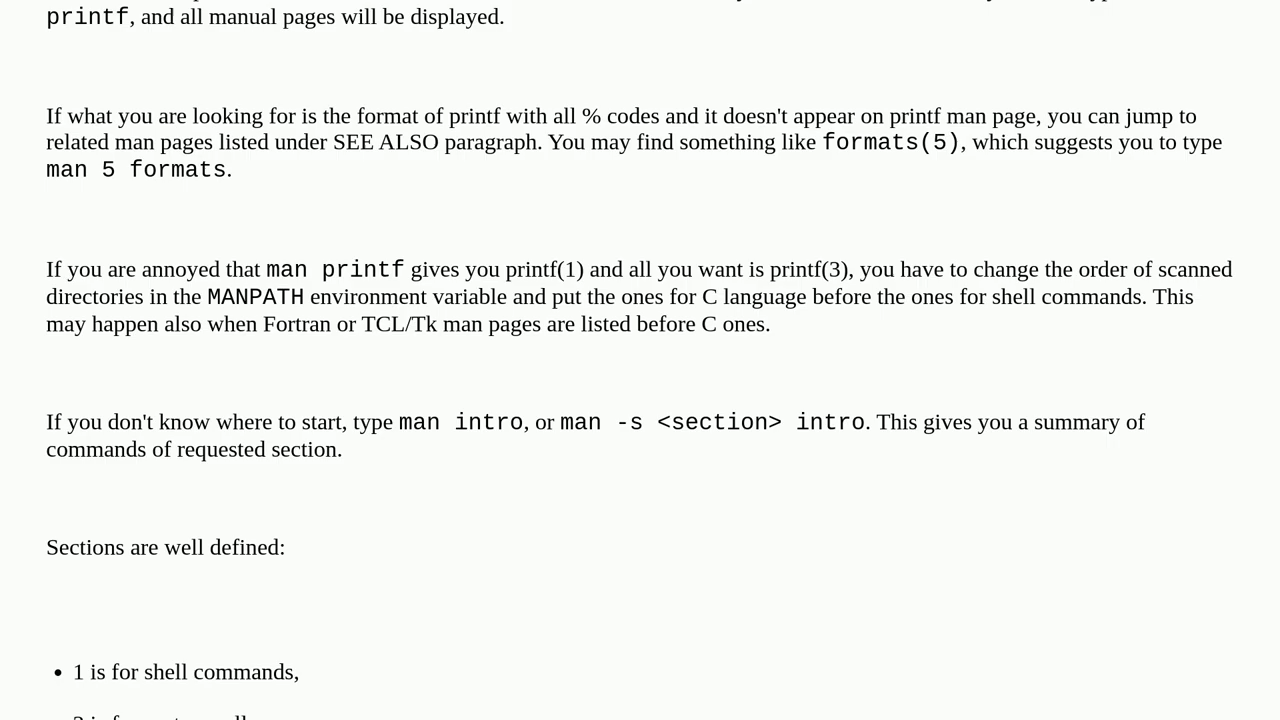 printf, and all manual pages will be displayed.
If what you are looking for is the format of printf with all % codes and it doesn't appear on printf man page, you can jump to
related man pages listed under SEE ALSO paragraph. You may find something like formats(5), which suggests you to type
man 5 formats.
If you are annoyed that man printf gives you printf(1) and all you want is printf(3), you have to change the order of scanned
directories in the MANPATH environment variable and put the ones for C language before the ones for shell commands. This
may happen also when Fortran or TCL/Tk man pages are listed before C ones.
If you don't know where to start, type man intro, or man -s <section> intro. This gives you a summary of
commands of requested section.
Sections are well defined:
• 1 is for shell commands,